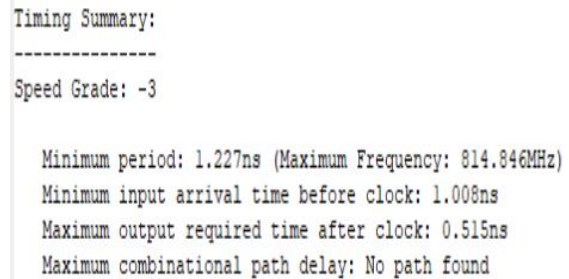 Timing Summary:
---------------
Speed Grade: -3
Minimum period: 1.227ns (Maximum Frequency: 814.846MHz)
Minimum input arrival time before clock: 1.008ns
Maximum output required time after clock: 0.515ns
Maximum combinational path delay: No path found